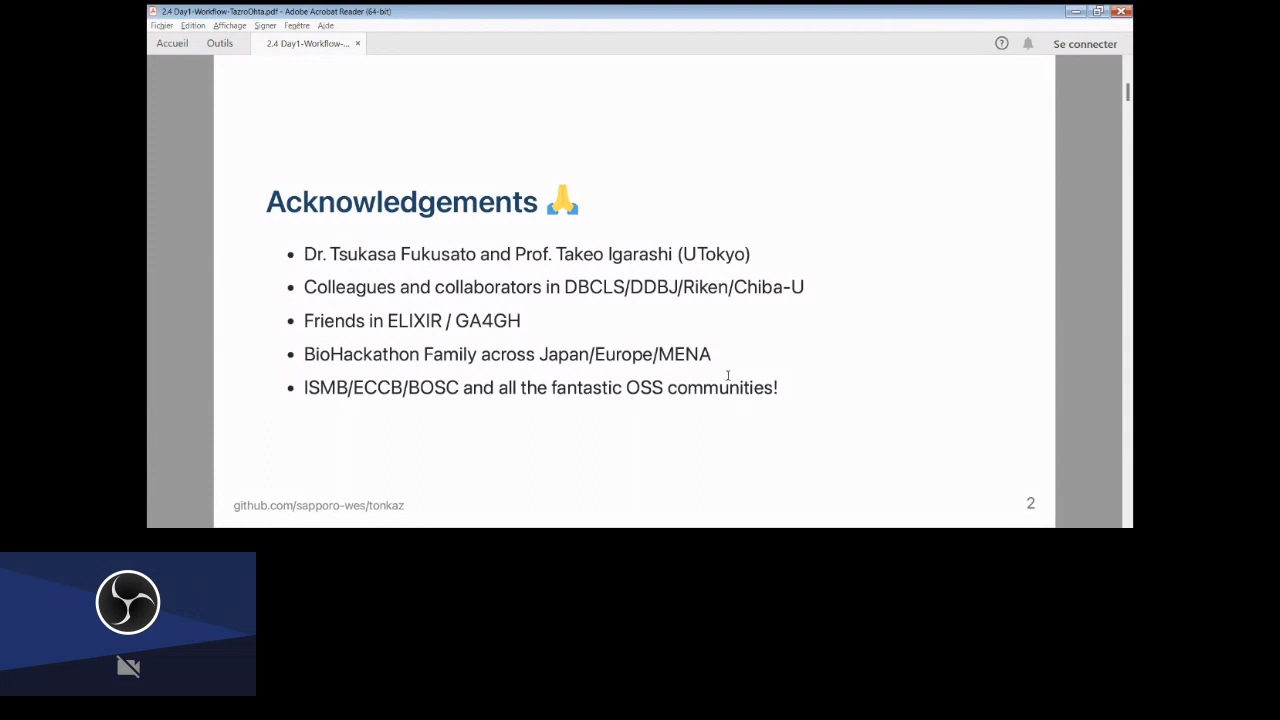 2.4 Day1-Workflow-TazroOhta.pdf - Adobe Acrobat Reader (64-bit)
Fichier Edition Affichage Signer Fenêtre Aide
Accueil Outils 2.4 Day1-Workflow-... × Se connecter
Acknowledgements 🙏
• Dr. Tsukasa Fukusato and Prof. Takeo Igarashi (UTokyo)
• Colleagues and collaborators in DBCLS/DDBJ/Riken/Chiba-U
• Friends in ELIXIR / GA4GH
• BioHackathon Family across Japan/Europe/MENA
• ISMB/ECCB/BOSC and all the fantastic OSS communities!
github.com/sapporo-wes/tonkaz 2